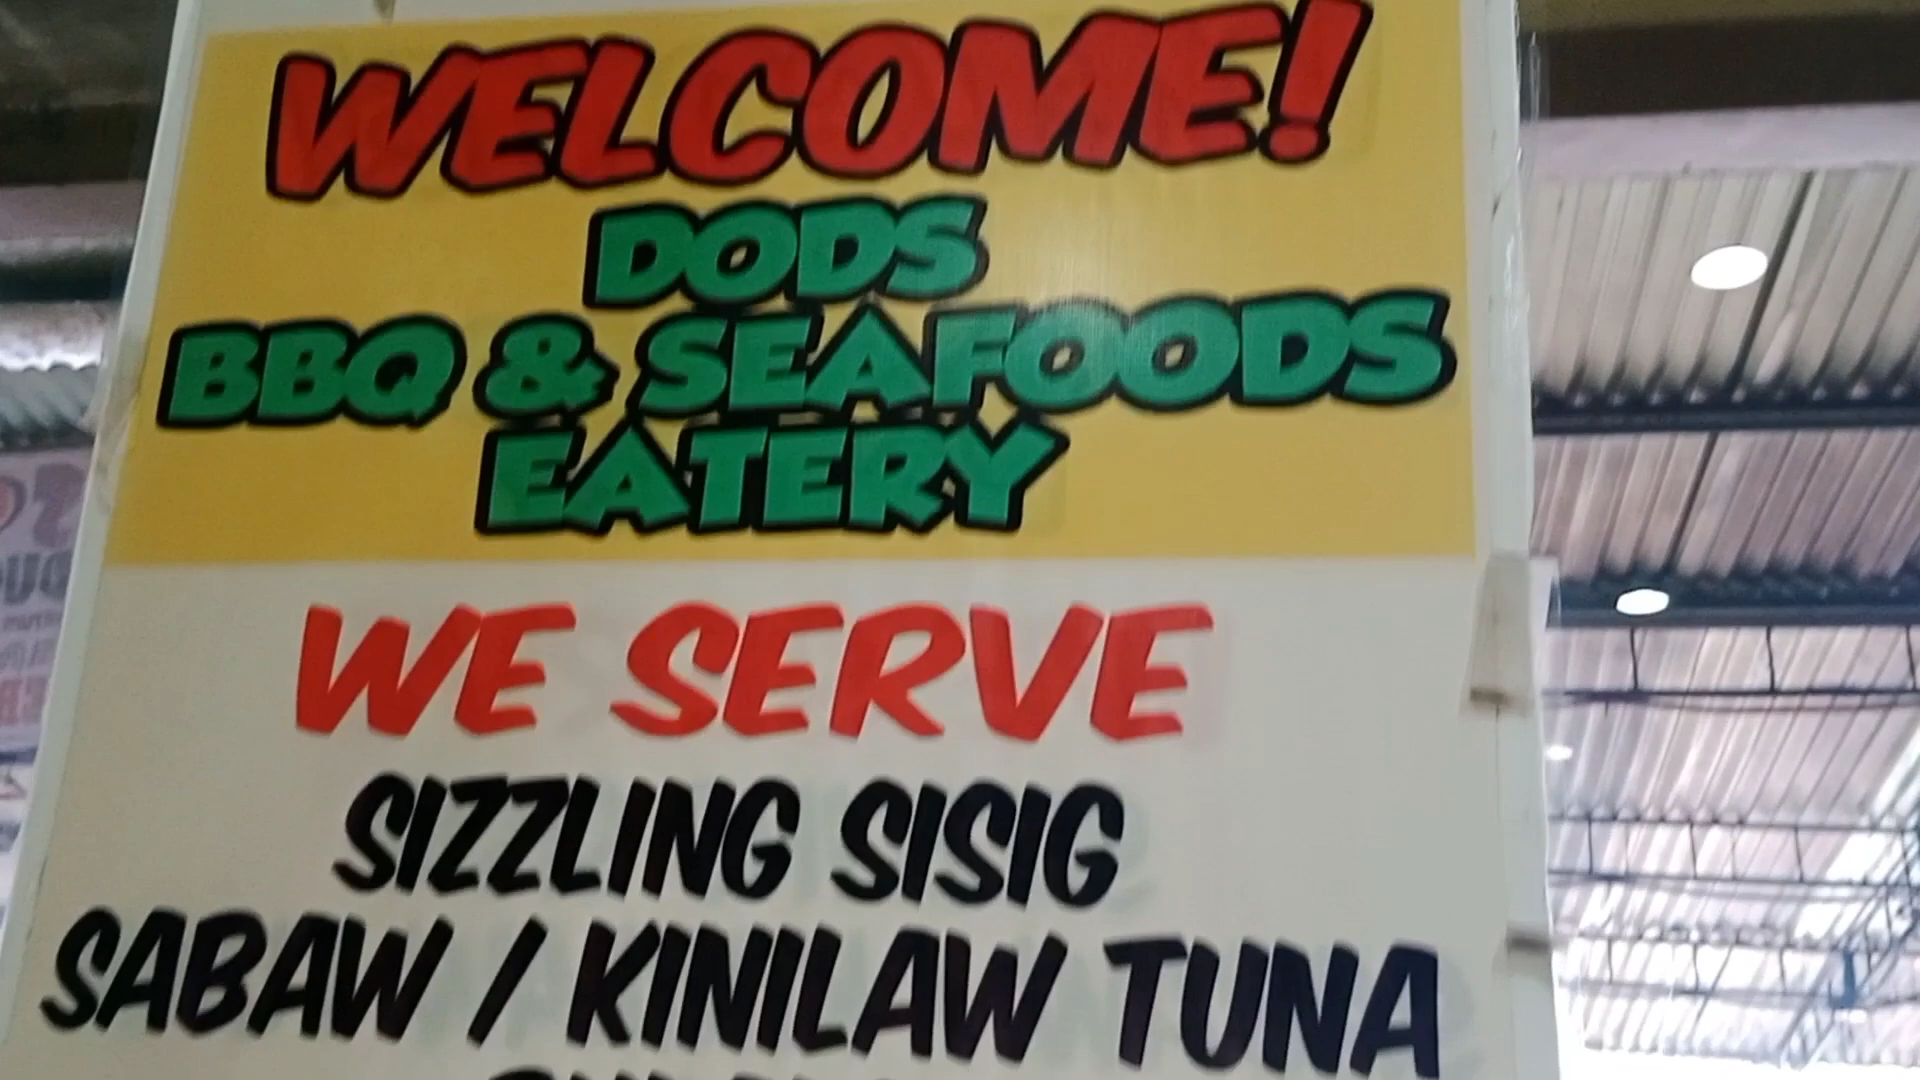 WELCOME!
DODS
BBQ & SEAFOODS
EATERY
WE SERVE
SIZZLING SISIG
SABAW / KINILAW TUNA